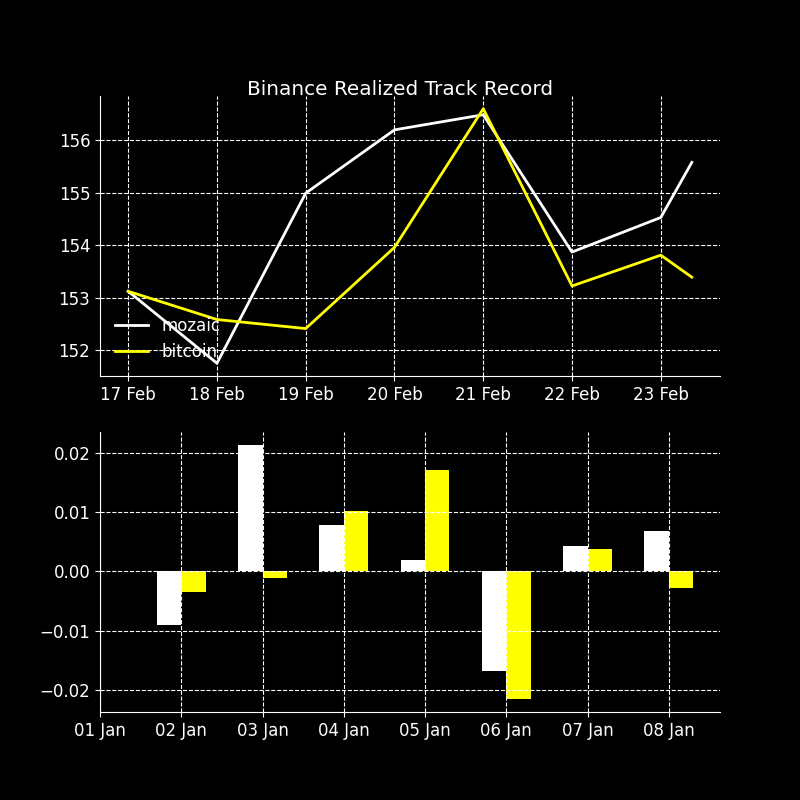 Binance Realized Track Record
156
155
154
153
152
mozaic
bitcoin
17 Feb 18 Feb 19 Feb 20 Feb 21 Feb 22 Feb 23 Feb
0.02
0.01
0.00
−0.01
−0.02
01 Jan 02 Jan 03 Jan 04 Jan 05 Jan 06 Jan 07 Jan 08 Jan